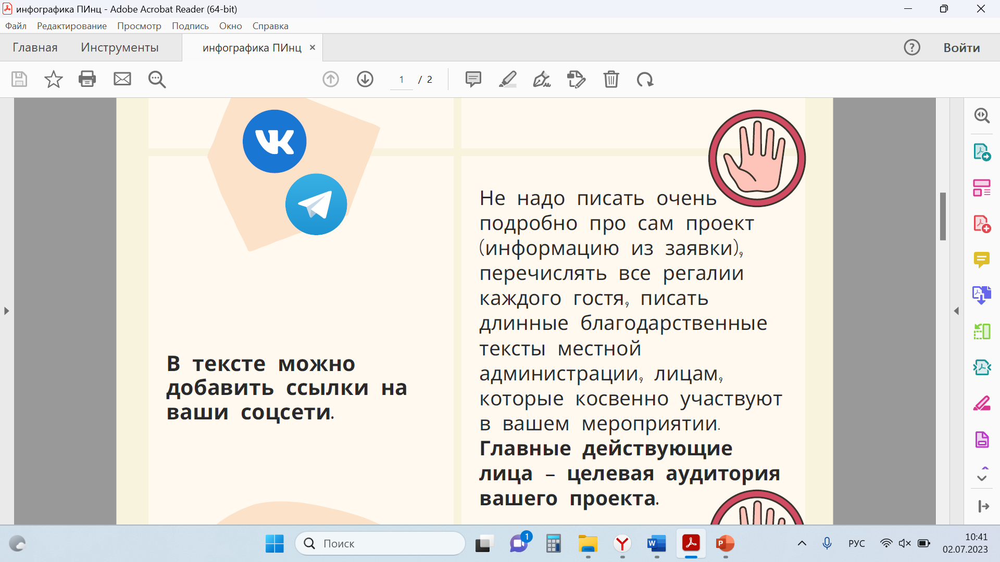 инфографика ПИнц - Adobe Acrobat Reader (64-bit)
Файл Редактирование Просмотр Подпись Окно Справка
Главная Инструменты инфографика ПИнц × ? Войти
1 / 2
Не надо писать очень
подробно про сам проект
(информацию из заявки),
перечислять все регалии
каждого гостя, писать
длинные благодарственные
тексты местной
администрации, лицам,
которые косвенно участвуют
в вашем мероприятии.
Главные действующие
лица – целевая аудитория
вашего проекта.
В тексте можно
добавить ссылки на
ваши соцсети.
Поиск
1
W
P
РУС
10:41
02.07.2023